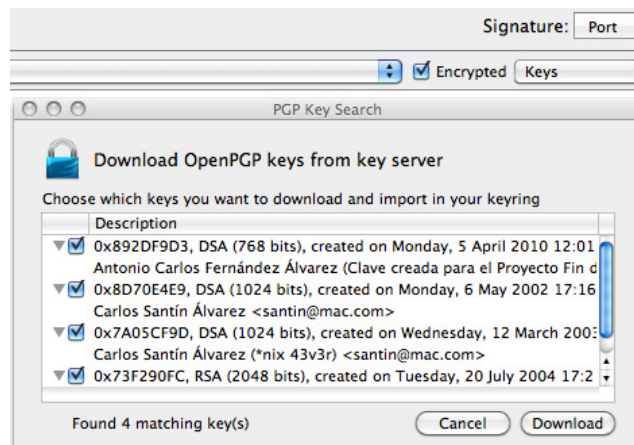 Signature: Port
Encrypted Keys
PGP Key Search
Download OpenPGP keys from key server
Choose which keys you want to download and import in your keyring
Description
0x892DF9D3, DSA (768 bits), created on Monday, 5 April 2010 12:01
Antonio Carlos Fernández Álvarez (Clave creada para el Proyecto Fin d
0x8D70E4E9, DSA (1024 bits), created on Monday, 6 May 2002 17:16
Carlos Santín Álvarez <santin@mac.com>
0x7A05CF9D, DSA (1024 bits), created on Wednesday, 12 March 2003
Carlos Santín Álvarez (*nix 43v3r) <santin@mac.com>
0x73F290FC, RSA (2048 bits), created on Tuesday, 20 July 2004 17:2
Found 4 matching key(s) Cancel Download